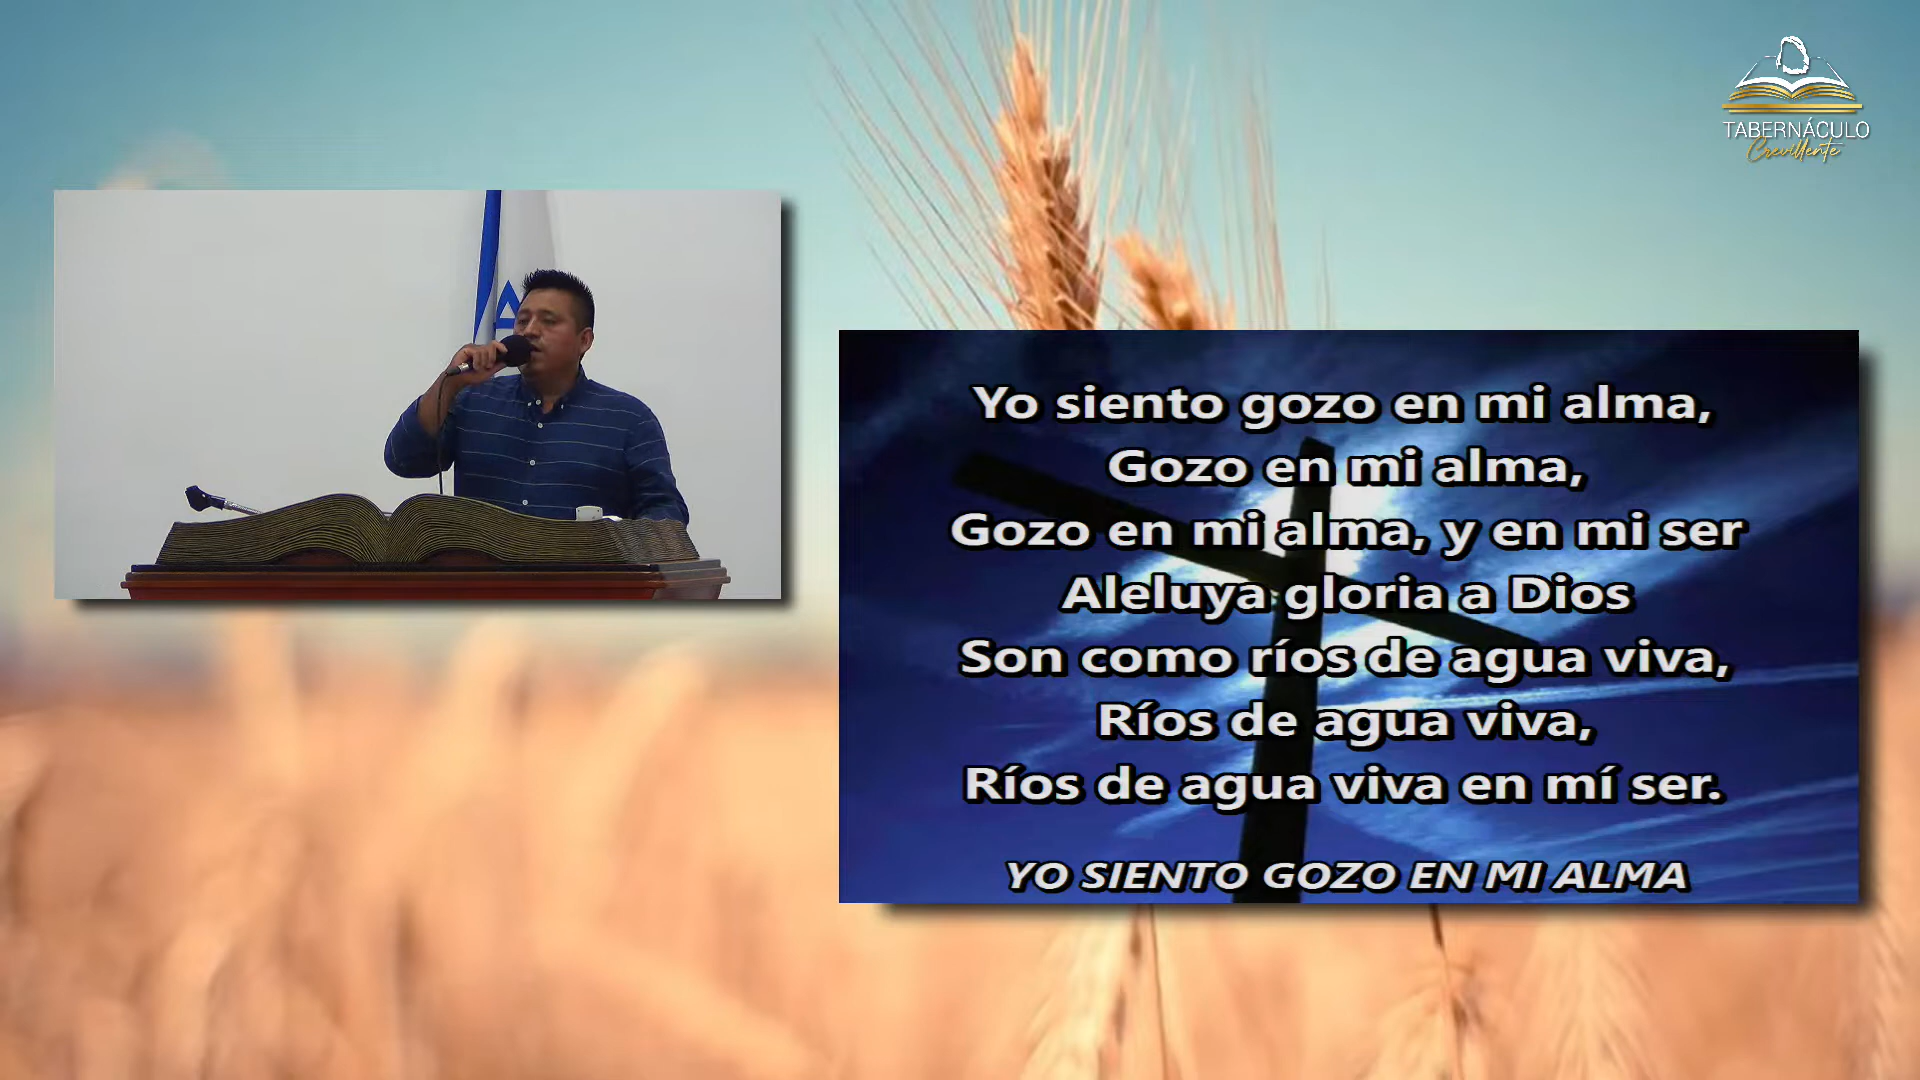 TABERNÁCULO
Crevillente
Yo siento gozo en mi alma,
Gozo en mi alma,
Gozo en mi alma, y en mi ser
Aleluya gloria a Dios
Son como ríos de agua viva,
Ríos de agua viva,
Ríos de agua viva en mí ser.
YO SIENTO GOZO EN MI ALMA